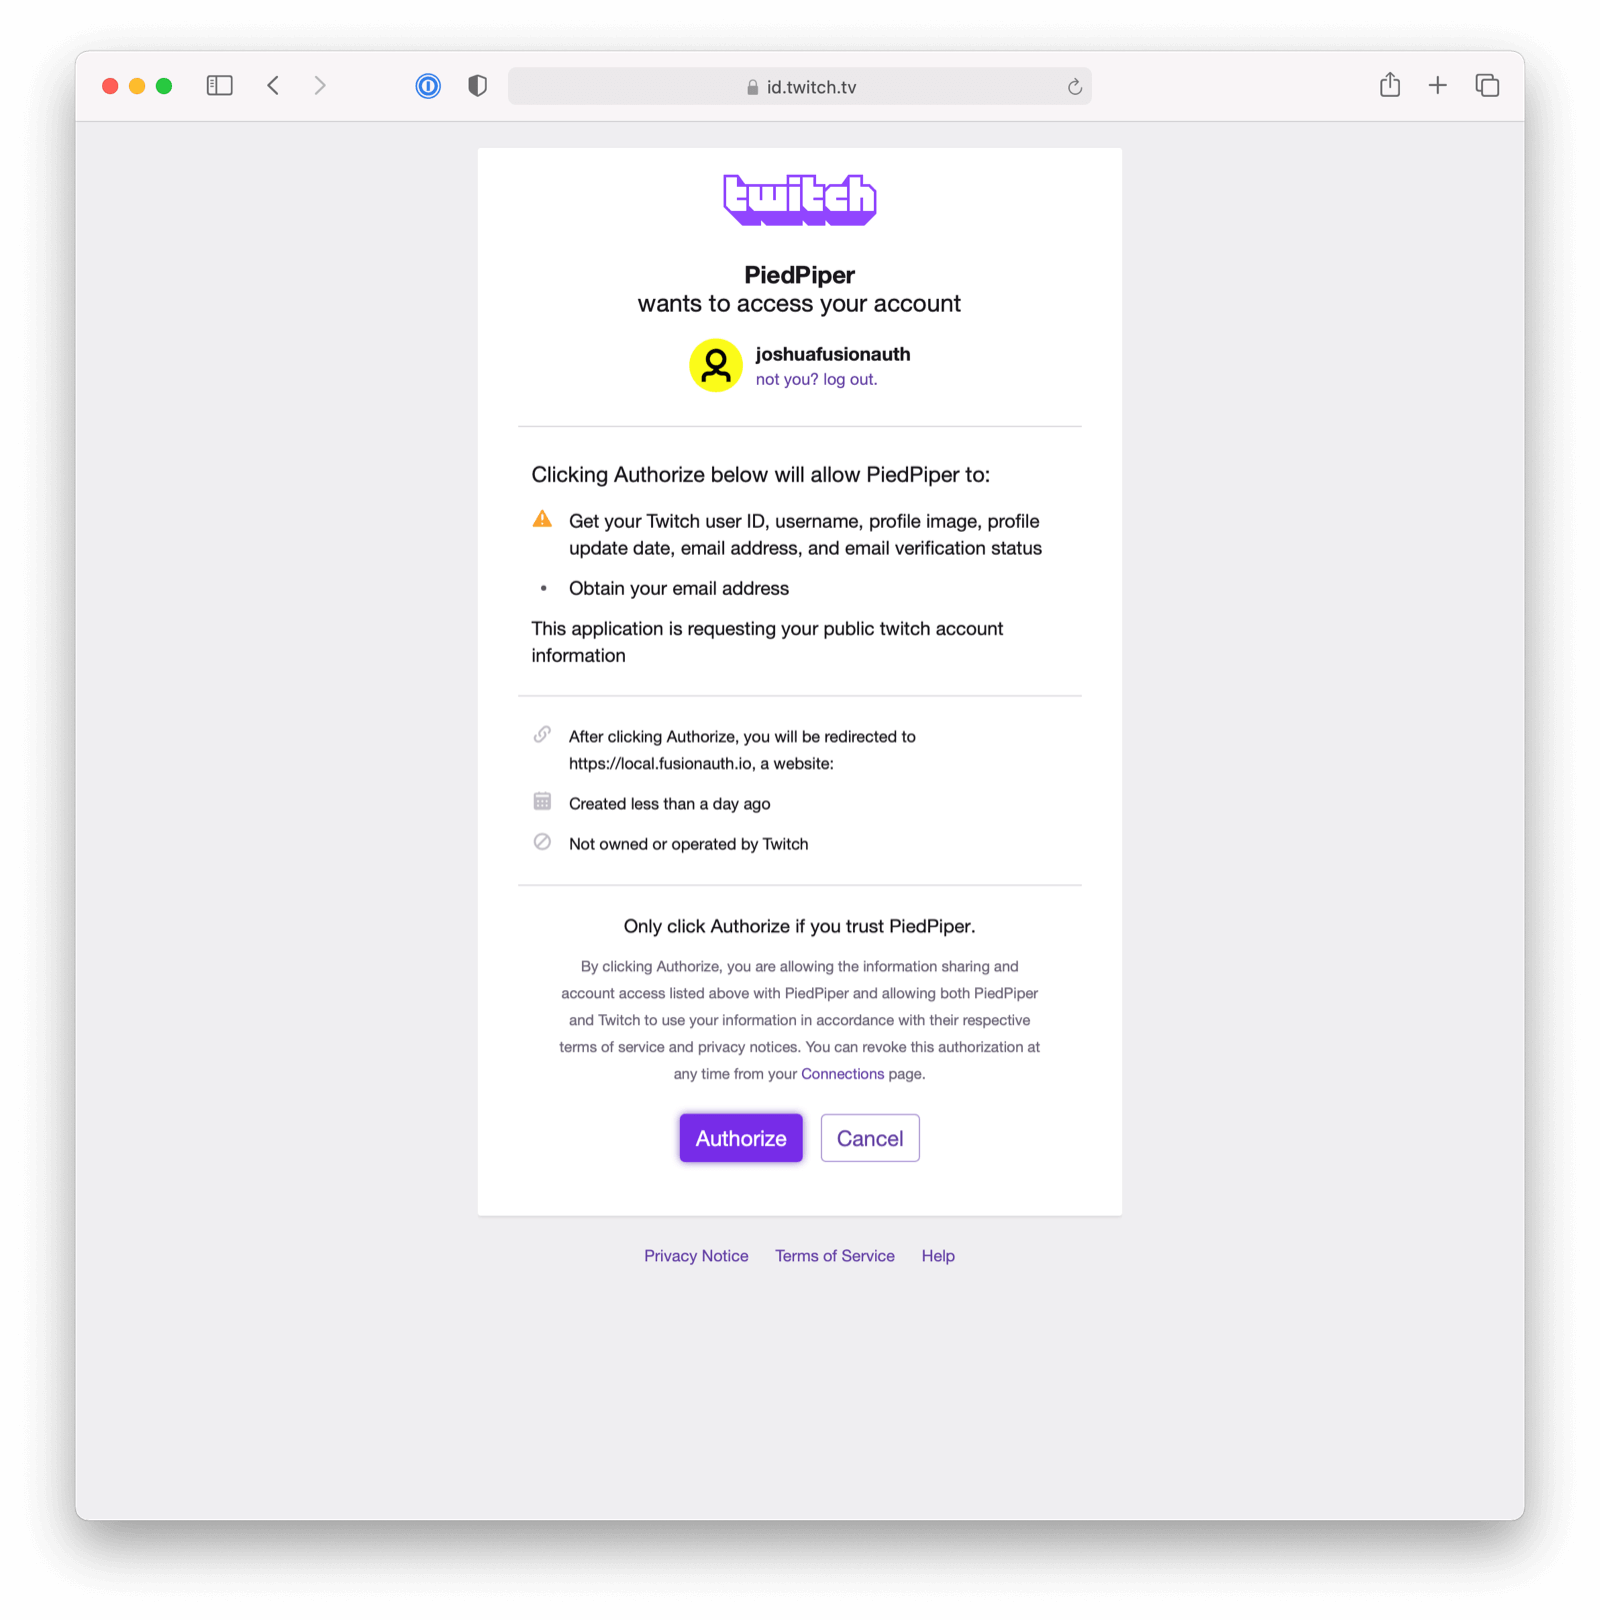 id.twitch.tv
twitch
PiedPiper
wants to access your account
joshuafusionauth
not you? log out.
Clicking Authorize below will allow PiedPiper to:
Get your Twitch user ID, username, profile image, profile
update date, email address, and email verification status
• Obtain your email address
This application is requesting your public twitch account
information
After clicking Authorize, you will be redirected to
https://local.fusionauth.io, a website:
Created less than a day ago
Not owned or operated by Twitch
Only click Authorize if you trust PiedPiper.
By clicking Authorize, you are allowing the information sharing and
account access listed above with PiedPiper and allowing both PiedPiper
and Twitch to use your information in accordance with their respective
terms of service and privacy notices. You can revoke this authorization at
any time from your Connections page.
Authorize Cancel
Privacy Notice Terms of Service Help